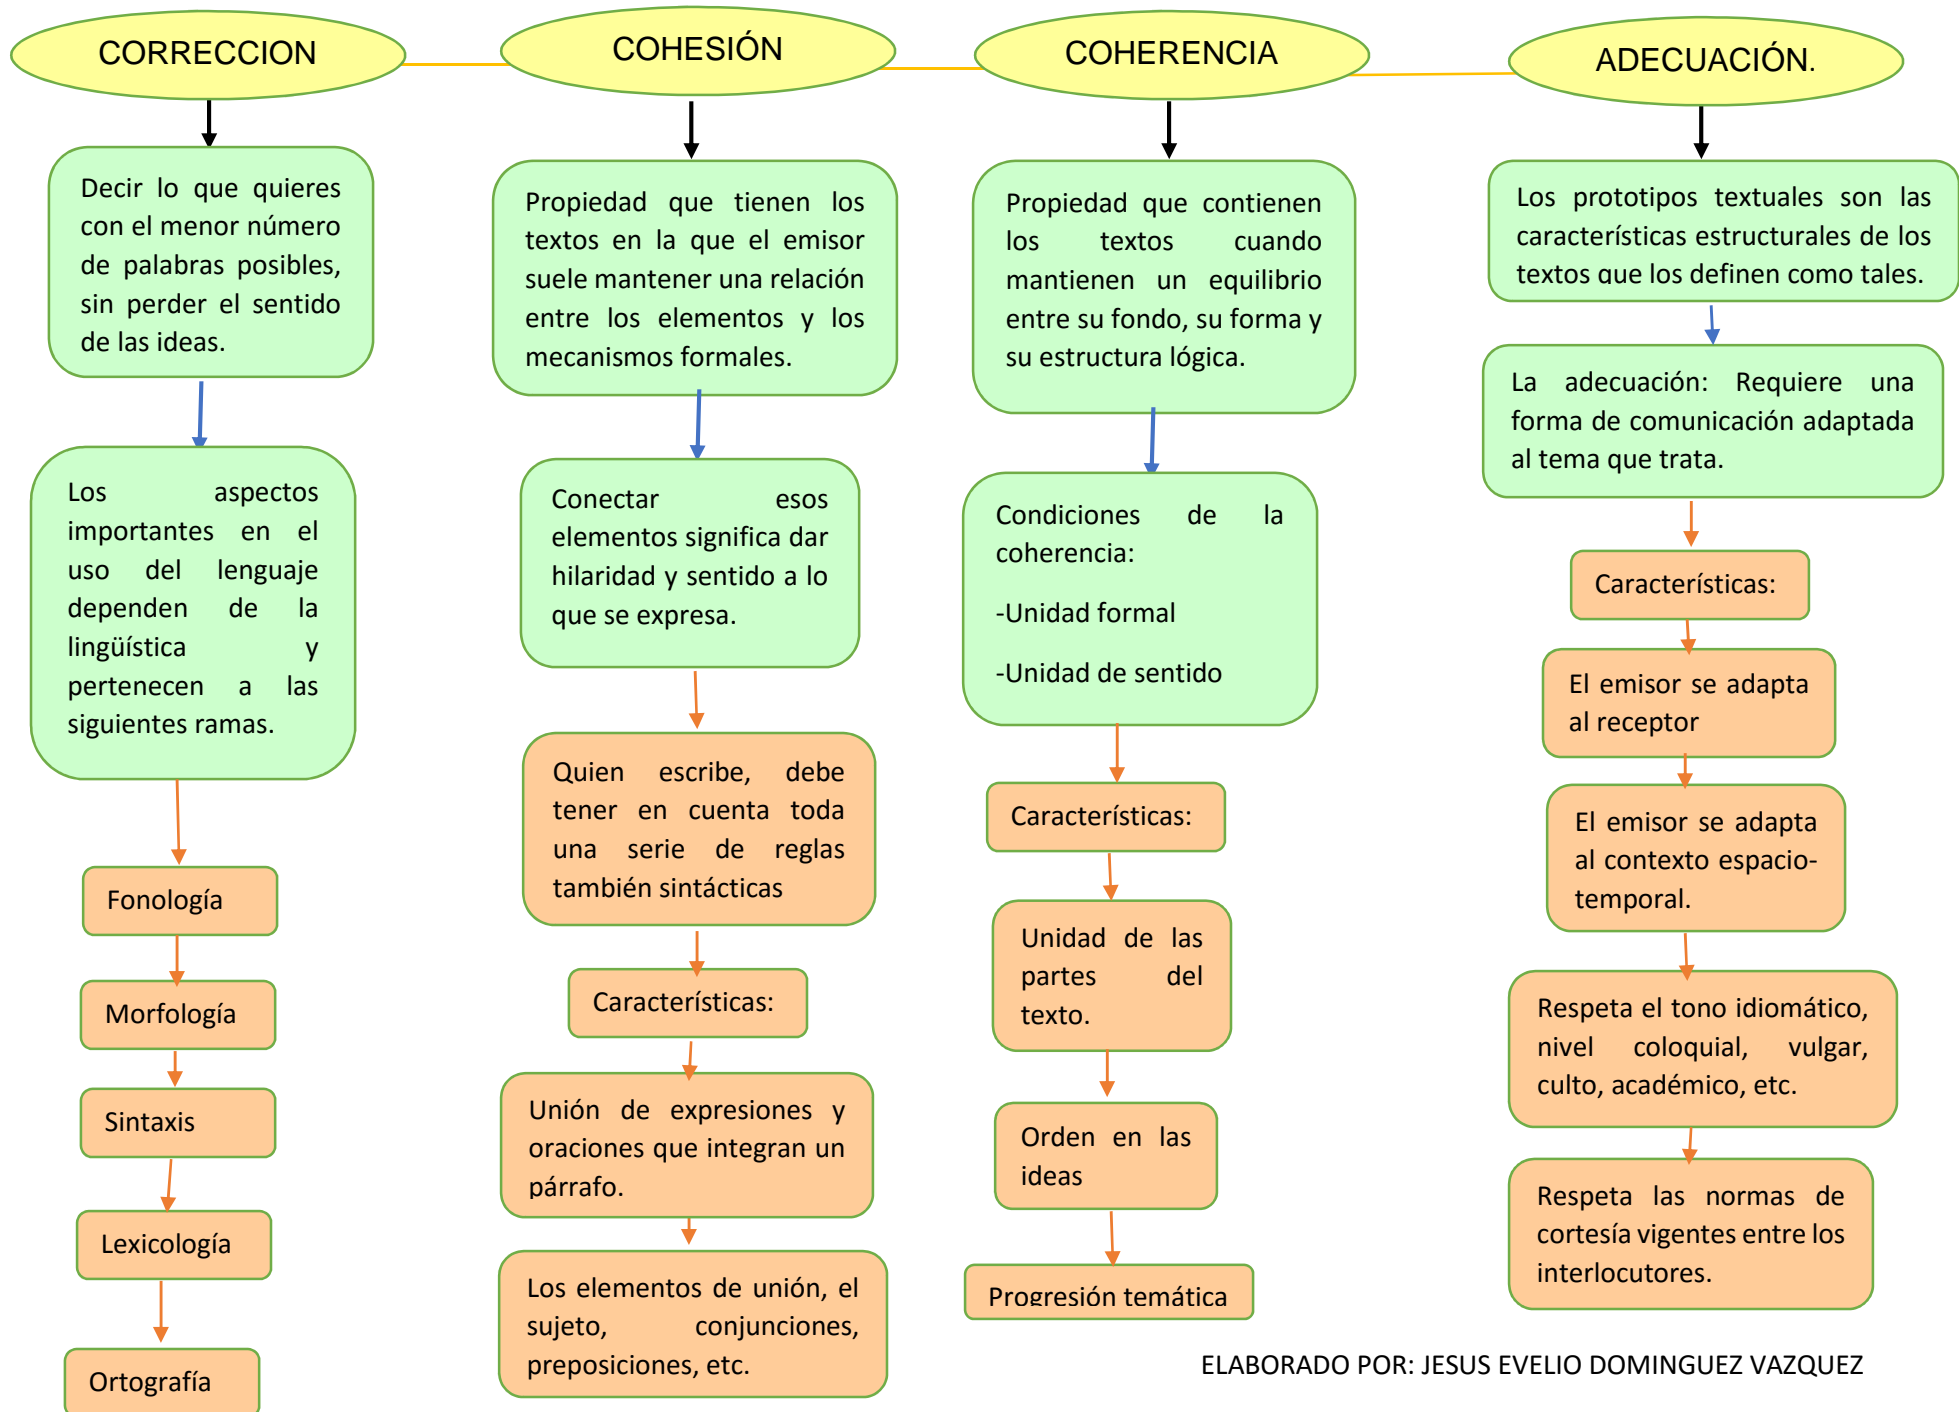 CORRECCION
Decir lo que quieres
con el menor número
de palabras posibles,
sin perder el sentido
de las ideas.
Los aspectos
importantes en el
uso del lenguaje
dependen de la
lingüística y
pertenecen a las
siguientes ramas.
Fonología
Morfología
Sintaxis
Lexicología
Ortografía
COHESIÓN
Propiedad que tienen los
textos en la que el emisor
suele mantener una relación
entre los elementos y los
mecanismos formales.
Conectar esos
elementos significa dar
hilaridad y sentido a lo
que se expresa.
Quien escribe, debe
tener en cuenta toda
una serie de reglas
también sintácticas
Características:
Unión de expresiones y
oraciones que integran un
párrafo.
Los elementos de unión, el
sujeto, conjunciones,
preposiciones, etc.
COHERENCIA
Propiedad que contienen
los textos cuando
mantienen un equilibrio
entre su fondo, su forma y
su estructura lógica.
Condiciones de la
coherencia:
-Unidad formal
-Unidad de sentido
Características:
Unidad de las
partes del
texto.
Orden en las
ideas
Progresión temática
ADECUACIÓN.
Los prototipos textuales son las
características estructurales de los
textos que los definen como tales.
La adecuación: Requiere una
forma de comunicación adaptada
al tema que trata.
Características:
El emisor se adapta
al receptor
El emisor se adapta
al contexto espacio-
temporal.
Respeta el tono idiomático,
nivel coloquial, vulgar,
culto, académico, etc.
Respeta las normas de
cortesía vigentes entre los
interlocutores.
ELABORADO POR: JESUS EVELIO DOMINGUEZ VAZQUEZ